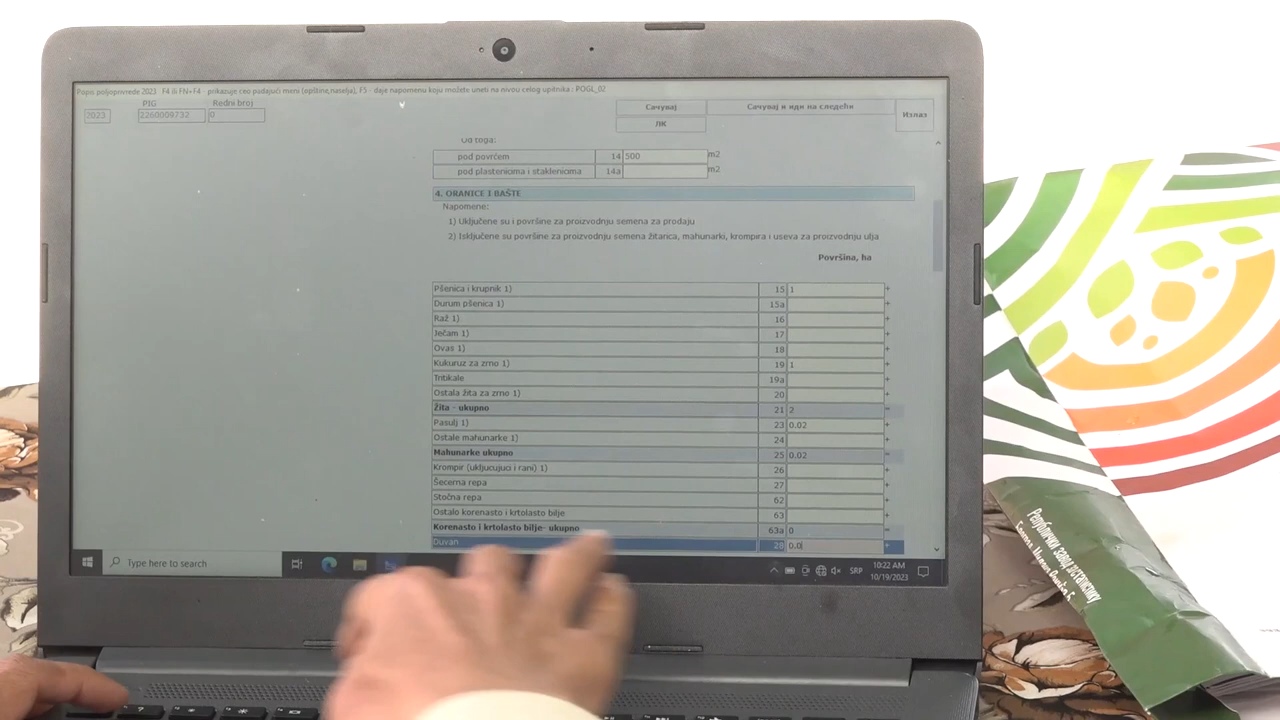 Popis poljoprivrede 2023 F4 ili FN+F4 - prikazuje ceo padajući meni (opštine,naselja), F5 - daje napomenu koju možete uneti na nivou celog upitnika : POGL_02
PIG Redni broj
2023 2260009732 0
Сачувај Сачувај и иди на следећи Излаз
ЛК
Od toga:
pod povrćem 14 500 m2
pod plastenicima i staklenicima 14a m2
4. ORANICE I BAŠTE
Napomene:
1) Uključene su i površine za proizvodnju semena za prodaju
2) Isključene su površine za proizvodnju semena žitarica, mahunarki, krompira i useva za proizvodnju ulja
Površina, ha
Pšenica i krupnik 1) 15 1 +
Durum pšenica 1) 15a +
Raž 1) 16 +
Ječam 1) 17 +
Ovas 1) 18 +
Kukuruz za zrno 1) 19 1 +
Tritikale 19a +
Ostala žita za zrno 1) 20 +
Žita - ukupno 21 2 =
Pasulj 1) 23 0.02 +
Ostale mahunarke 1) 24 +
Mahunarke ukupno 25 0.02 =
Krompir (ukljucujuci i rani) 1) 26 +
Šecerna repa 27 +
Stočna repa 62 +
Ostalo korenasto i krtolasto bilje 63 +
Korenasto i krtolasto bilje- ukupno 63a 0 =
Duvan 28 0.0 +
Type here to search
SRP
10:22 AM
10/19/2023
Републички завод за статистику